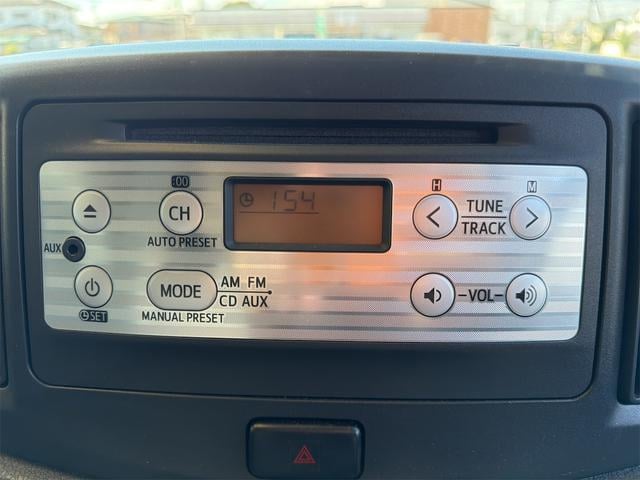 :00
H
M
CH
154
TUNE
TRACK
AUTO PRESET
AUX
MODE
AM FM
CD AUX
-VOL-
SET
MANUAL PRESET